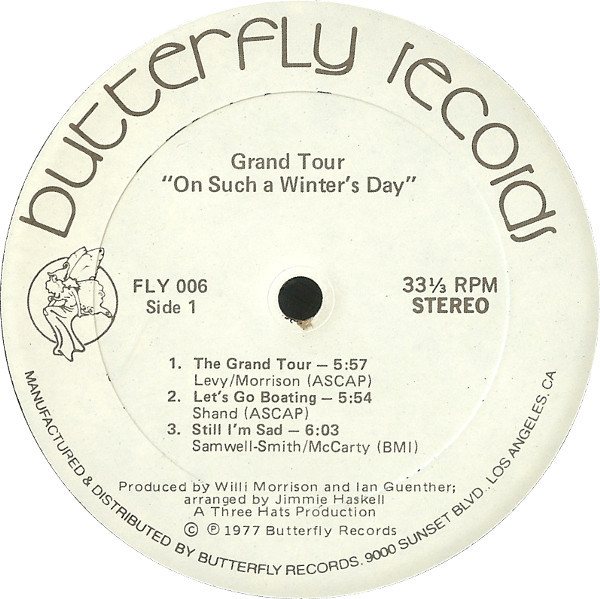 butterfly records
Grand Tour
“On Such a Winter's Day”
FLY 006
Side 1
33⅓ RPM
STEREO
1. The Grand Tour — 5:57
Levy/Morrison (ASCAP)
2. Let's Go Boating — 5:54
Shand (ASCAP)
3. Still I'm Sad — 6:03
Samwell-Smith/McCarty (BMI)
Produced by Willi Morrison and Ian Guenther;
arranged by Jimmie Haskell
A Three Hats Production
© ℗ 1977 Butterfly Records
MANUFACTURED & DISTRIBUTED BY BUTTERFLY RECORDS. 9000 SUNSET BLVD., LOS ANGELES, CA